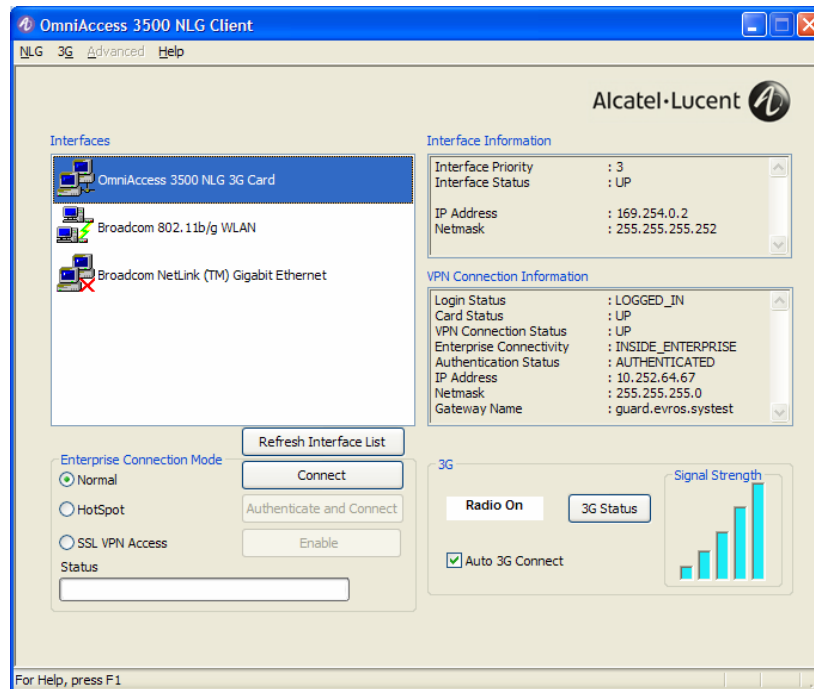 OmniAccess 3500 NLG Client
NLG 3G Advanced Help
Alcatel·Lucent
Interfaces
OmniAccess 3500 NLG 3G Card
Broadcom 802.11b/g WLAN
Broadcom NetLink (TM) Gigabit Ethernet
Interface Information
Interface Priority : 3
Interface Status : UP
IP Address : 169.254.0.2
Netmask : 255.255.255.252
VPN Connection Information
Login Status : LOGGED_IN
Card Status : UP
VPN Connection Status : UP
Enterprise Connectivity : INSIDE_ENTERPRISE
Authentication Status : AUTHENTICATED
IP Address : 10.252.64.67
Netmask : 255.255.255.0
Gateway Name : guard.evros.systest
Refresh Interface List
Enterprise Connection Mode
Normal
Connect
HotSpot
Authenticate and Connect
SSL VPN Access
Enable
Status
3G
Radio On
3G Status
Signal Strength
Auto 3G Connect
For Help, press F1